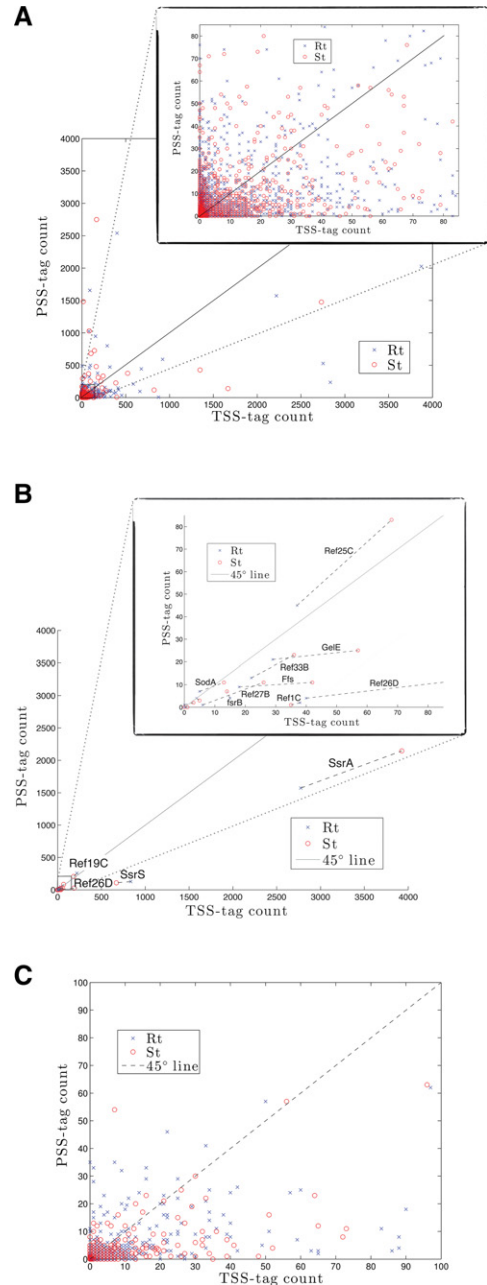 A
80
70
60
50
40
30
20
10
0
PSS-tag count
Rt
St
0 10 20 30 40 50 60 70 80
TSS-tag count
4000
3500
3000
2500
2000
1500
1000
500
0
PSS-tag count
Rt
St
0 500 1000 1500 2000 2500 3000 3500 4000
TSS-tag count
B
80
70
60
50
40
30
20
10
0
PSS-tag count
Rt
St
45° line
Ref25C
GelE
Ref33B
SodA
Ffs
Ref26D
Ref27B
Ref1C
fsrB
0 10 20 30 40 50 60 70 80
TSS-tag count
4000
3500
3000
2500
2000
1500
1000
500
0
PSS-tag count
SsrA
Ref19C
Ref26D
SsrS
Rt
St
45° line
0 500 1000 1500 2000 2500 3000 3500 4000
TSS-tag count
C
100
90
80
70
60
50
40
30
20
10
0
PSS-tag count
Rt
St
45° line
0 10 20 30 40 50 60 70 80 90 100
TSS-tag count